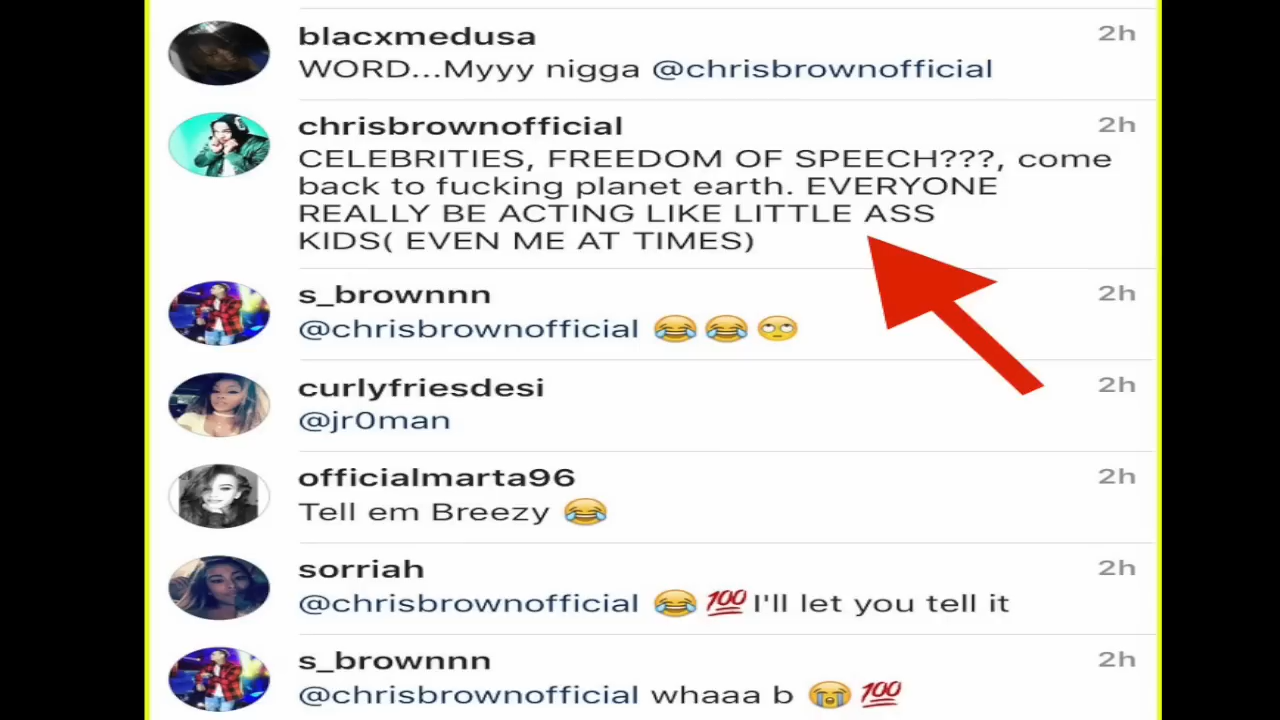 blacxmedusa 2h
WORD...Myyy nigga @chrisbrownofficial
chrisbrownofficial 2h
CELEBRITIES, FREEDOM OF SPEECH???, come
back to fucking planet earth. EVERYONE
REALLY BE ACTING LIKE LITTLE ASS
KIDS( EVEN ME AT TIMES)
s_brownnn 2h
@chrisbrownofficial 😂😂🙄
curlyfriesdesi 2h
@jr0man
officialmarta96 2h
Tell em Breezy 😂
sorriah 2h
@chrisbrownofficial 😂💯I'll let you tell it
s_brownnn 2h
@chrisbrownofficial whaaa b 😭💯